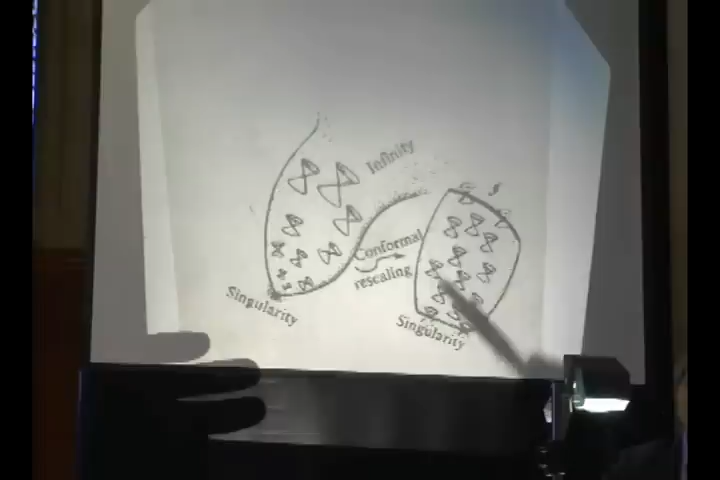 Infinity
Conformal
rescaling
Singularity
Singularity